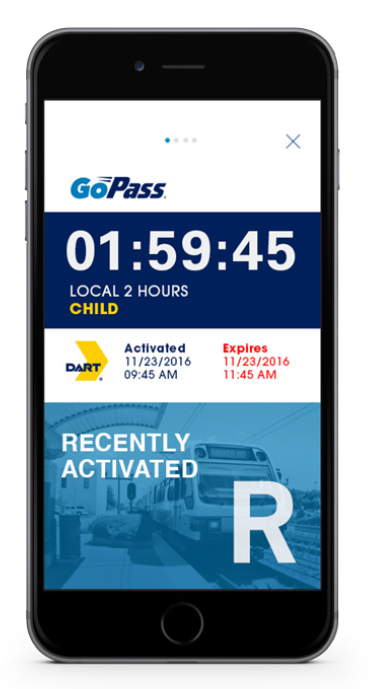 GoPass
01:59:45
LOCAL 2 HOURS
CHILD
DART
Activated
11/23/2016
09:45 AM
Expires
11/23/2016
11:45 AM
RECENTLY
ACTIVATED
R